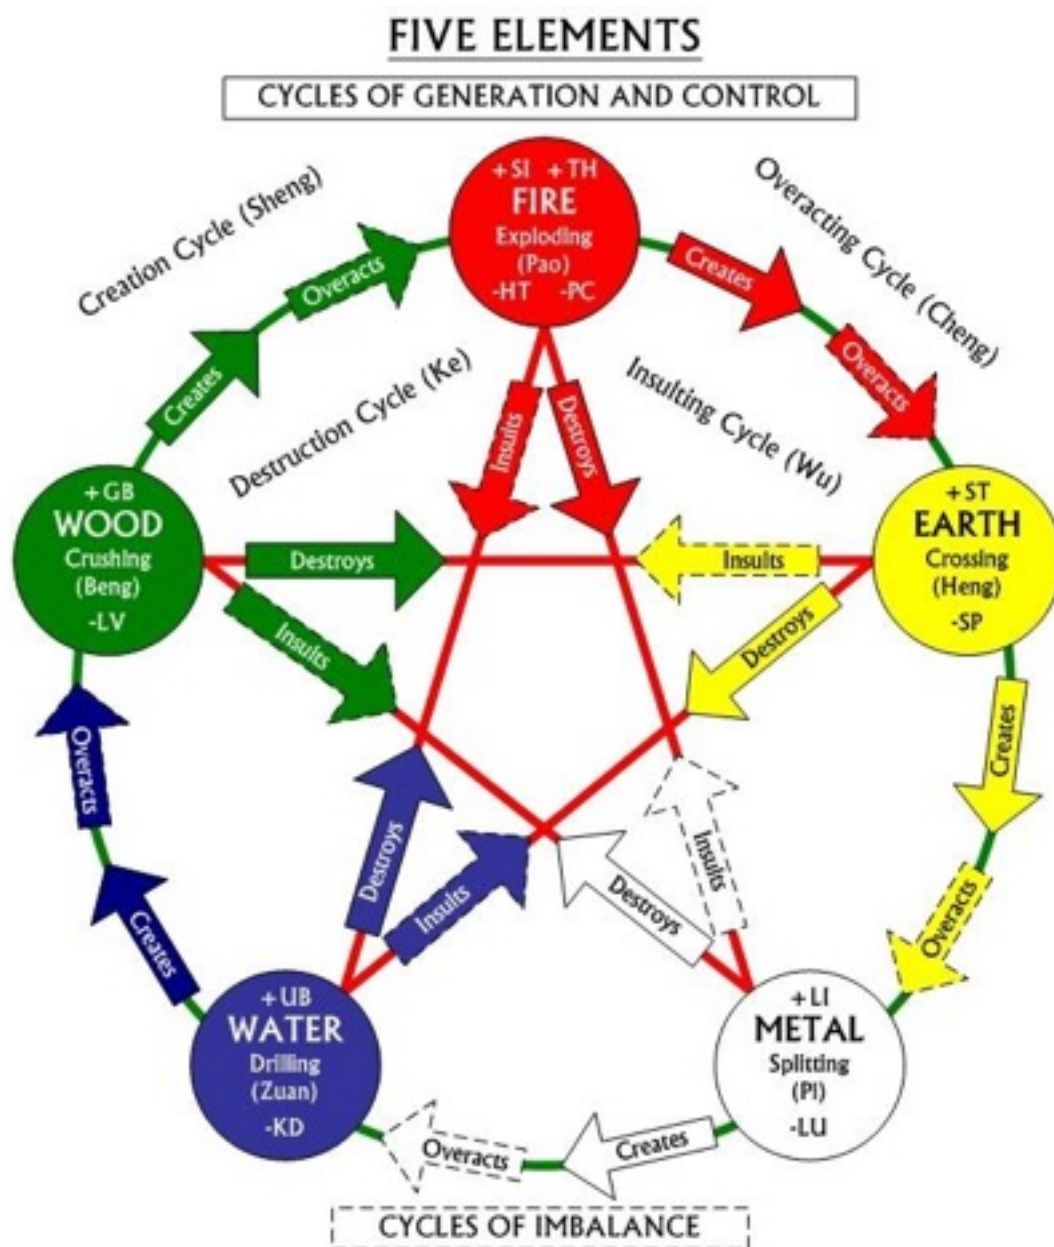 FIVE ELEMENTS
CYCLES OF GENERATION AND CONTROL
Creation Cycle (Sheng)
Overacting Cycle (Cheng)
Destruction Cycle (Ke)
Insulting Cycle (Wu)
+SI +TH
FIRE
Exploding
(Pao)
-HT -PC
Creates
Overacts
Insults
Destroys
Creates
Overacts
+GB
WOOD
Crushing
(Beng)
-LV
Destroys
Insults
+ST
EARTH
Crossing
(Heng)
-SP
Insults
Destroys
Creates
Overacts
Overacts
Creates
Destroys
Insults
+UB
WATER
Drilling
(Zuan)
-KD
Insults
Destroys
+LI
METAL
Splitting
(Pi)
-LU
Creates
Overacts
CYCLES OF IMBALANCE